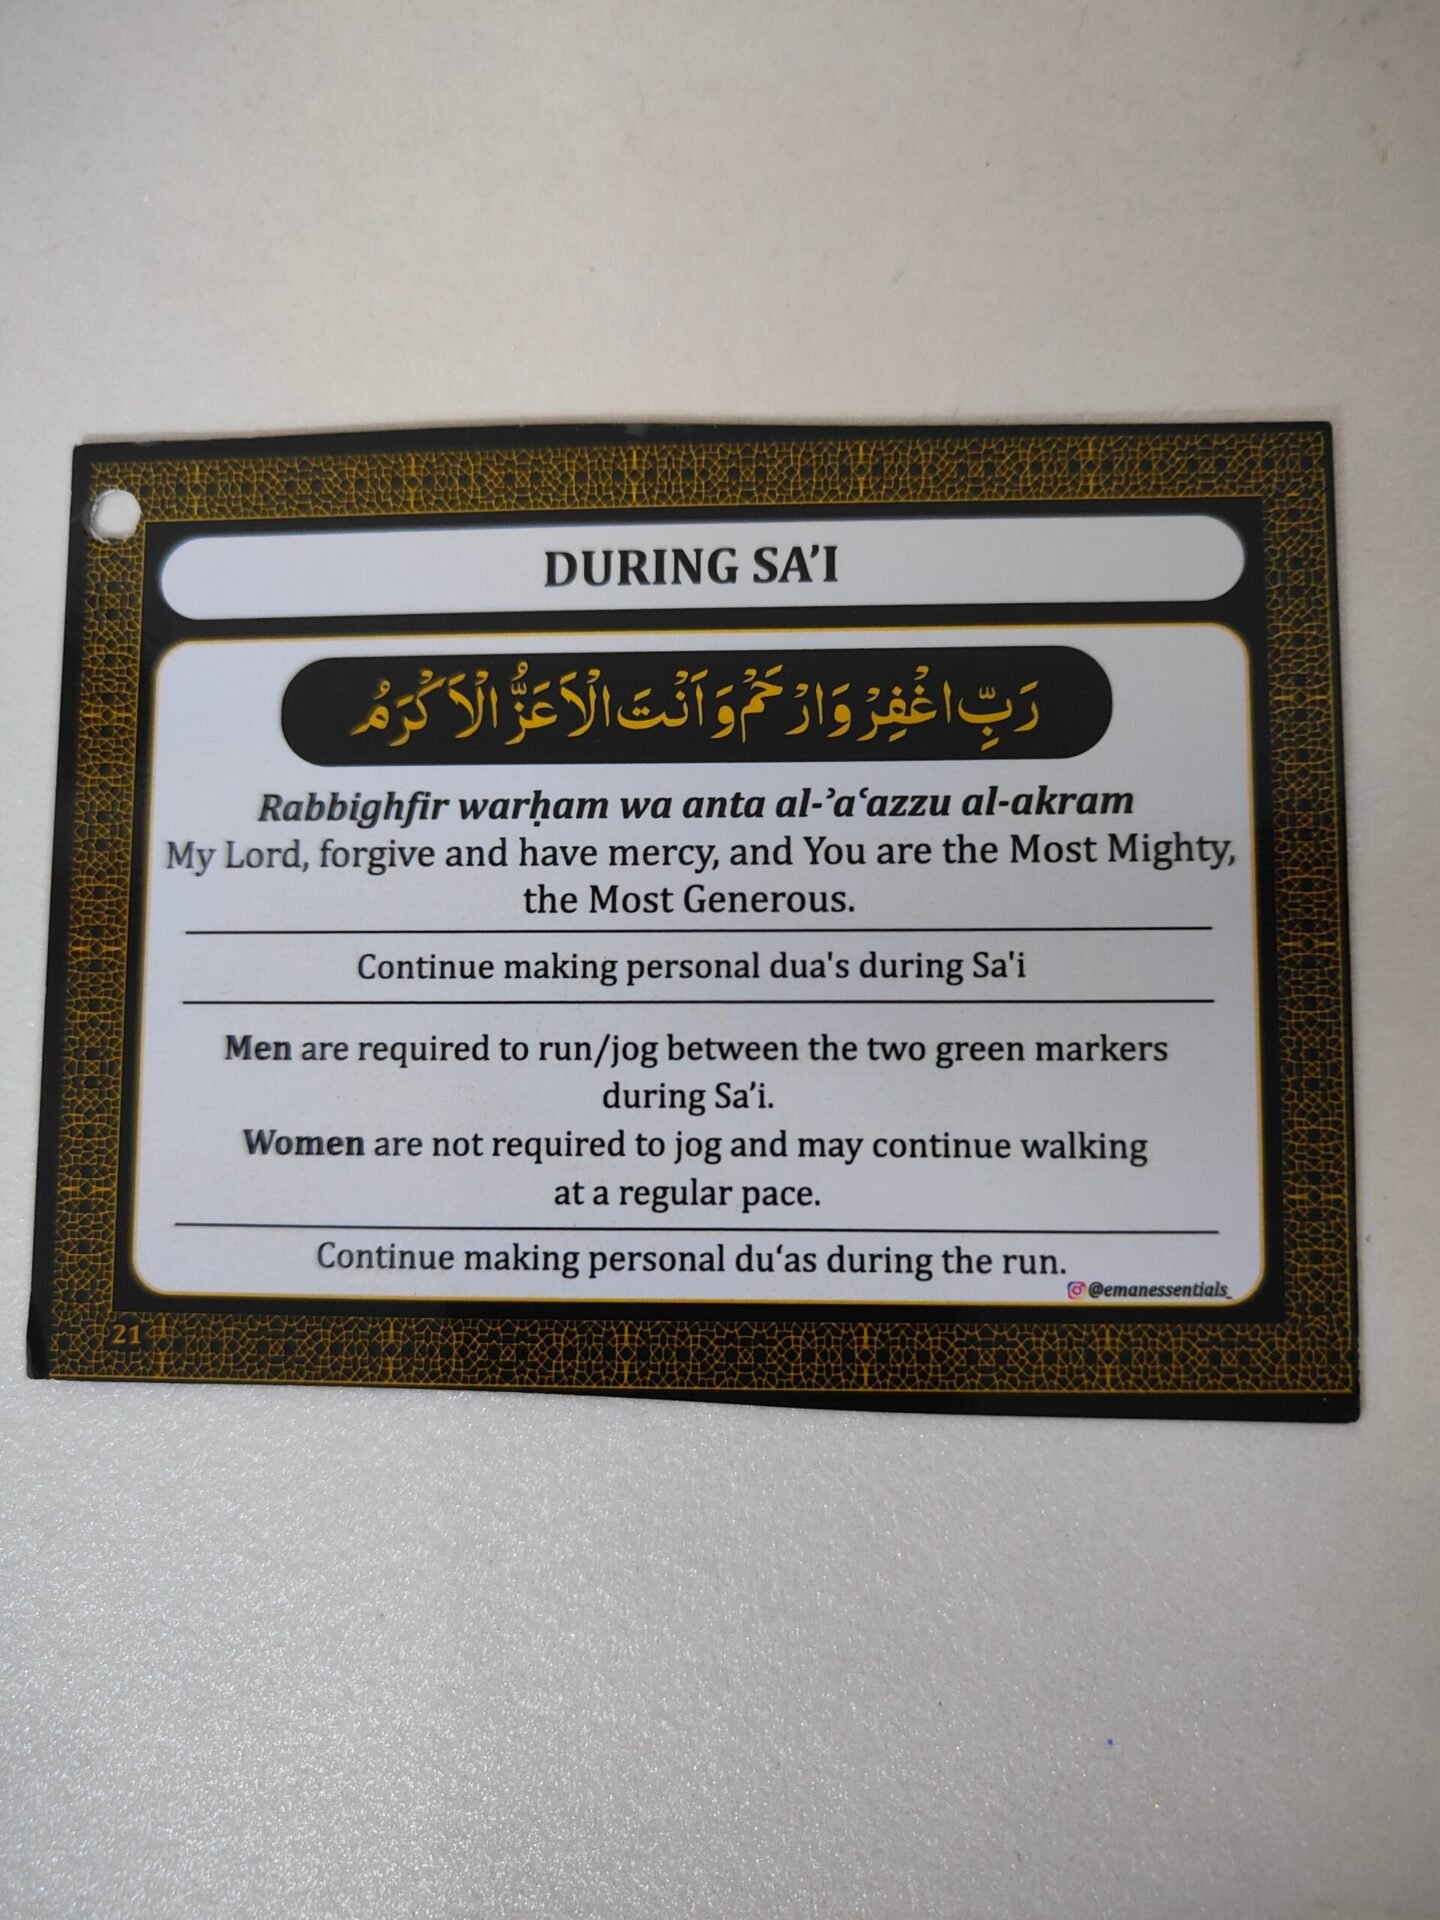 DURING SA’I
رَبِّ اغْفِرْ وَارْحَمْ وَاَنْتَ الْاَعَزُّ الْاَكْرَمُ
Rabbighfir warḥam wa anta al-ʾaʿazzu al-akram
My Lord, forgive and have mercy, and You are the Most Mighty,
the Most Generous.
Continue making personal dua's during Sa'i
Men are required to run/jog between the two green markers
during Sa’i.
Women are not required to jog and may continue walking
at a regular pace.
Continue making personal du‘as during the run.
@emanessentials_
21